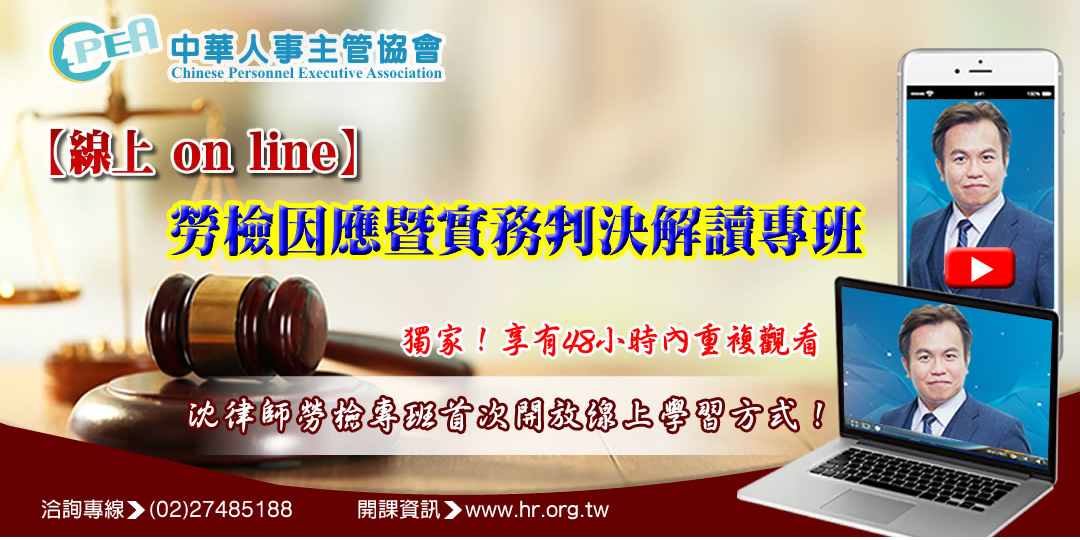 CPEA 中華人事主管協會
Chinese Personnel Executive Association
【線上 on line】
勞檢因應暨實務判決解讀專班
獨家！享有48小時內重複觀看
沈律師勞檢專班首次開放線上學習方式！
洽詢專線❯(02)27485188 開課資訊❯www.hr.org.tw